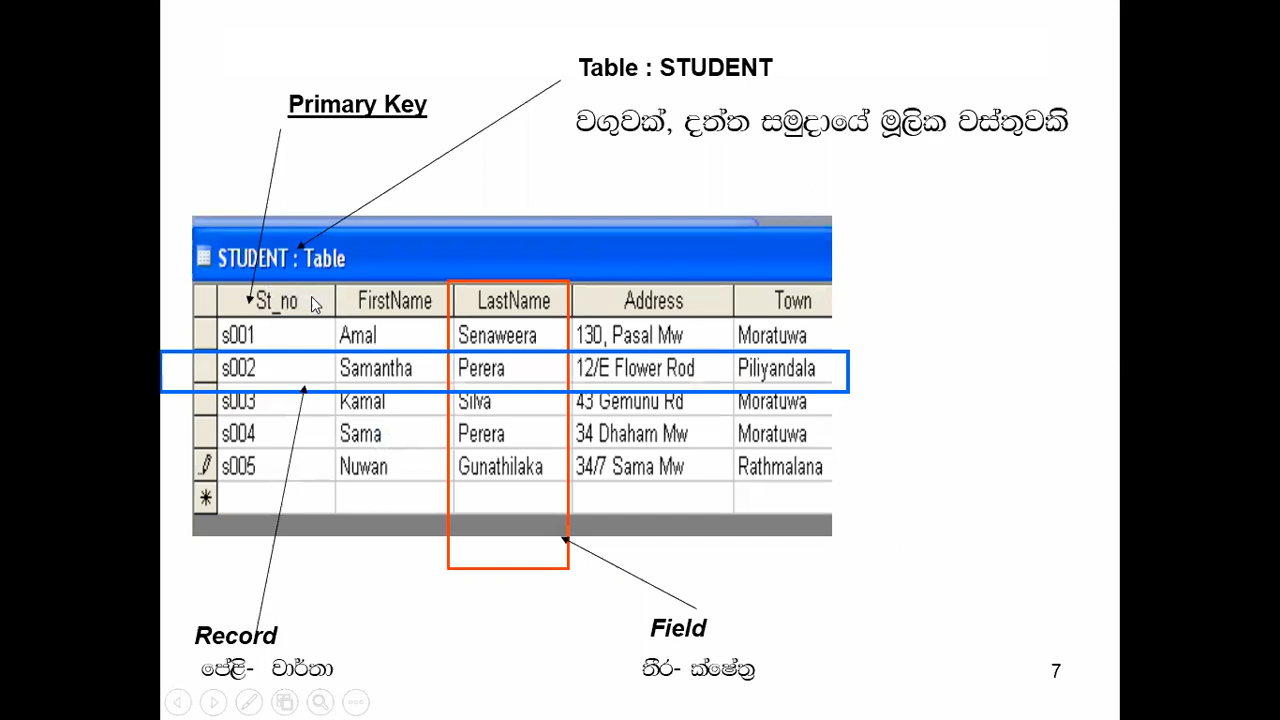 Table : STUDENT
Primary Key
වගුවක්, දත්ත සමුදායේ මූලික වස්තුවකි
STUDENT : Table
St_no FirstName LastName Address Town
s001 Amal Senaweera 130, Pasal Mw Moratuwa
s002 Samantha Perera 12/E Flower Rod Piliyandala
s003 Kamal Silva 43 Gemunu Rd Moratuwa
s004 Sama Perera 34 Dhaham Mw Moratuwa
s005 Nuwan Gunathilaka 34/7 Sama Mw Rathmalana
Record
Field
පේළි- වාර්තා
තීර- ක්ෂේත්‍ර
7